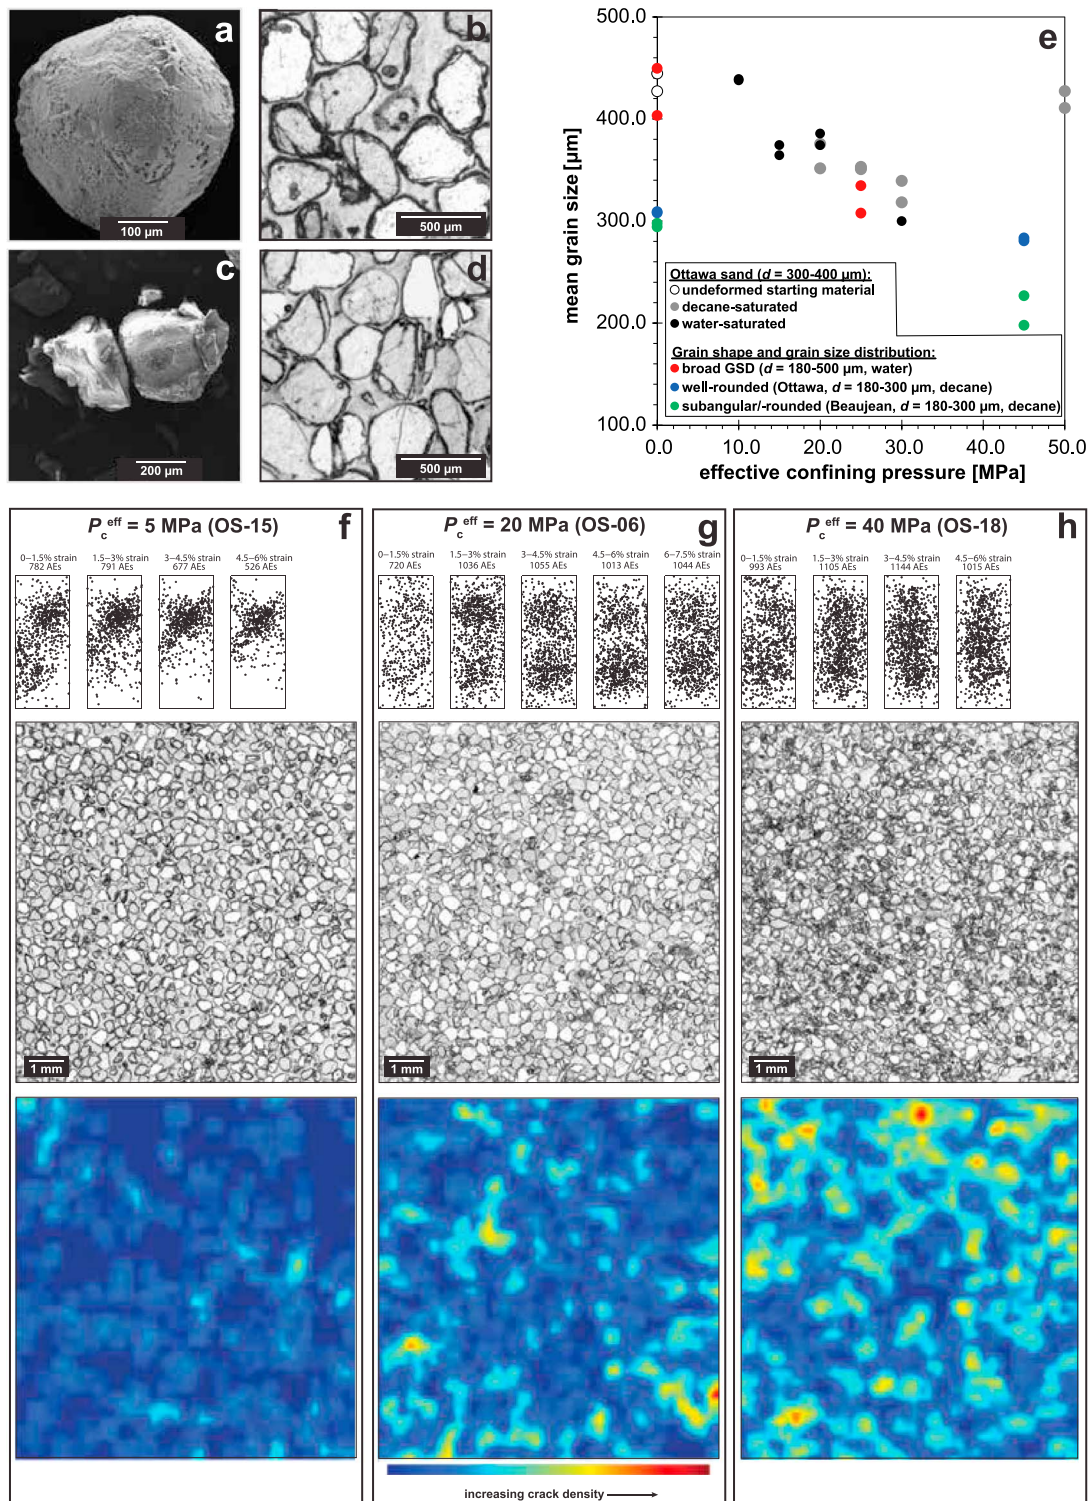 a
100 µm
b
500 µm
c
200 µm
d
500 µm
e
mean grain size [µm]
500.0
400.0
300.0
200.0
100.0
0.0 10.0 20.0 30.0 40.0 50.0
effective confining pressure [MPa]
Ottawa sand (d = 300-400 µm):
undeformed starting material
decane-saturated
water-saturated
Grain shape and grain size distribution:
broad GSD (d = 180-500 µm, water)
well-rounded (Ottawa, d = 180-300 µm, decane)
subangular/-rounded (Beaujean, d = 180-300 µm, decane)
P_c^eff = 5 MPa (OS-15)
f
0–1.5% strain 1.5–3% strain 3–4.5% strain 4.5–6% strain
782 AEs 791 AEs 677 AEs 526 AEs
1 mm
P_c^eff = 20 MPa (OS-06)
g
0–1.5% strain 1.5–3% strain 3–4.5% strain 4.5–6% strain 6–7.5% strain
720 AEs 1036 AEs 1055 AEs 1013 AEs 1044 AEs
1 mm
increasing crack density
P_c^eff = 40 MPa (OS-18)
h
0–1.5% strain 1.5–3% strain 3–4.5% strain 4.5–6% strain
993 AEs 1105 AEs 1144 AEs 1015 AEs
1 mm